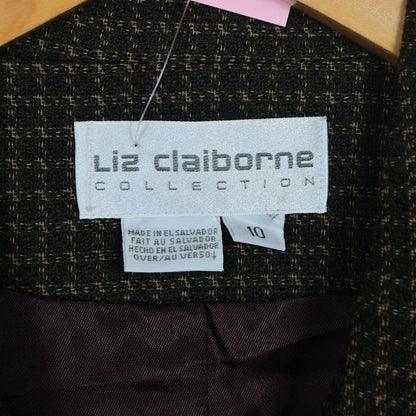 Liz claiborne
COLLECTION
MADE IN EL SALVADOR
FAIT AU SALVADOR
HECHO EN EL SALVADOR
OVER/AU VERSO↓
10